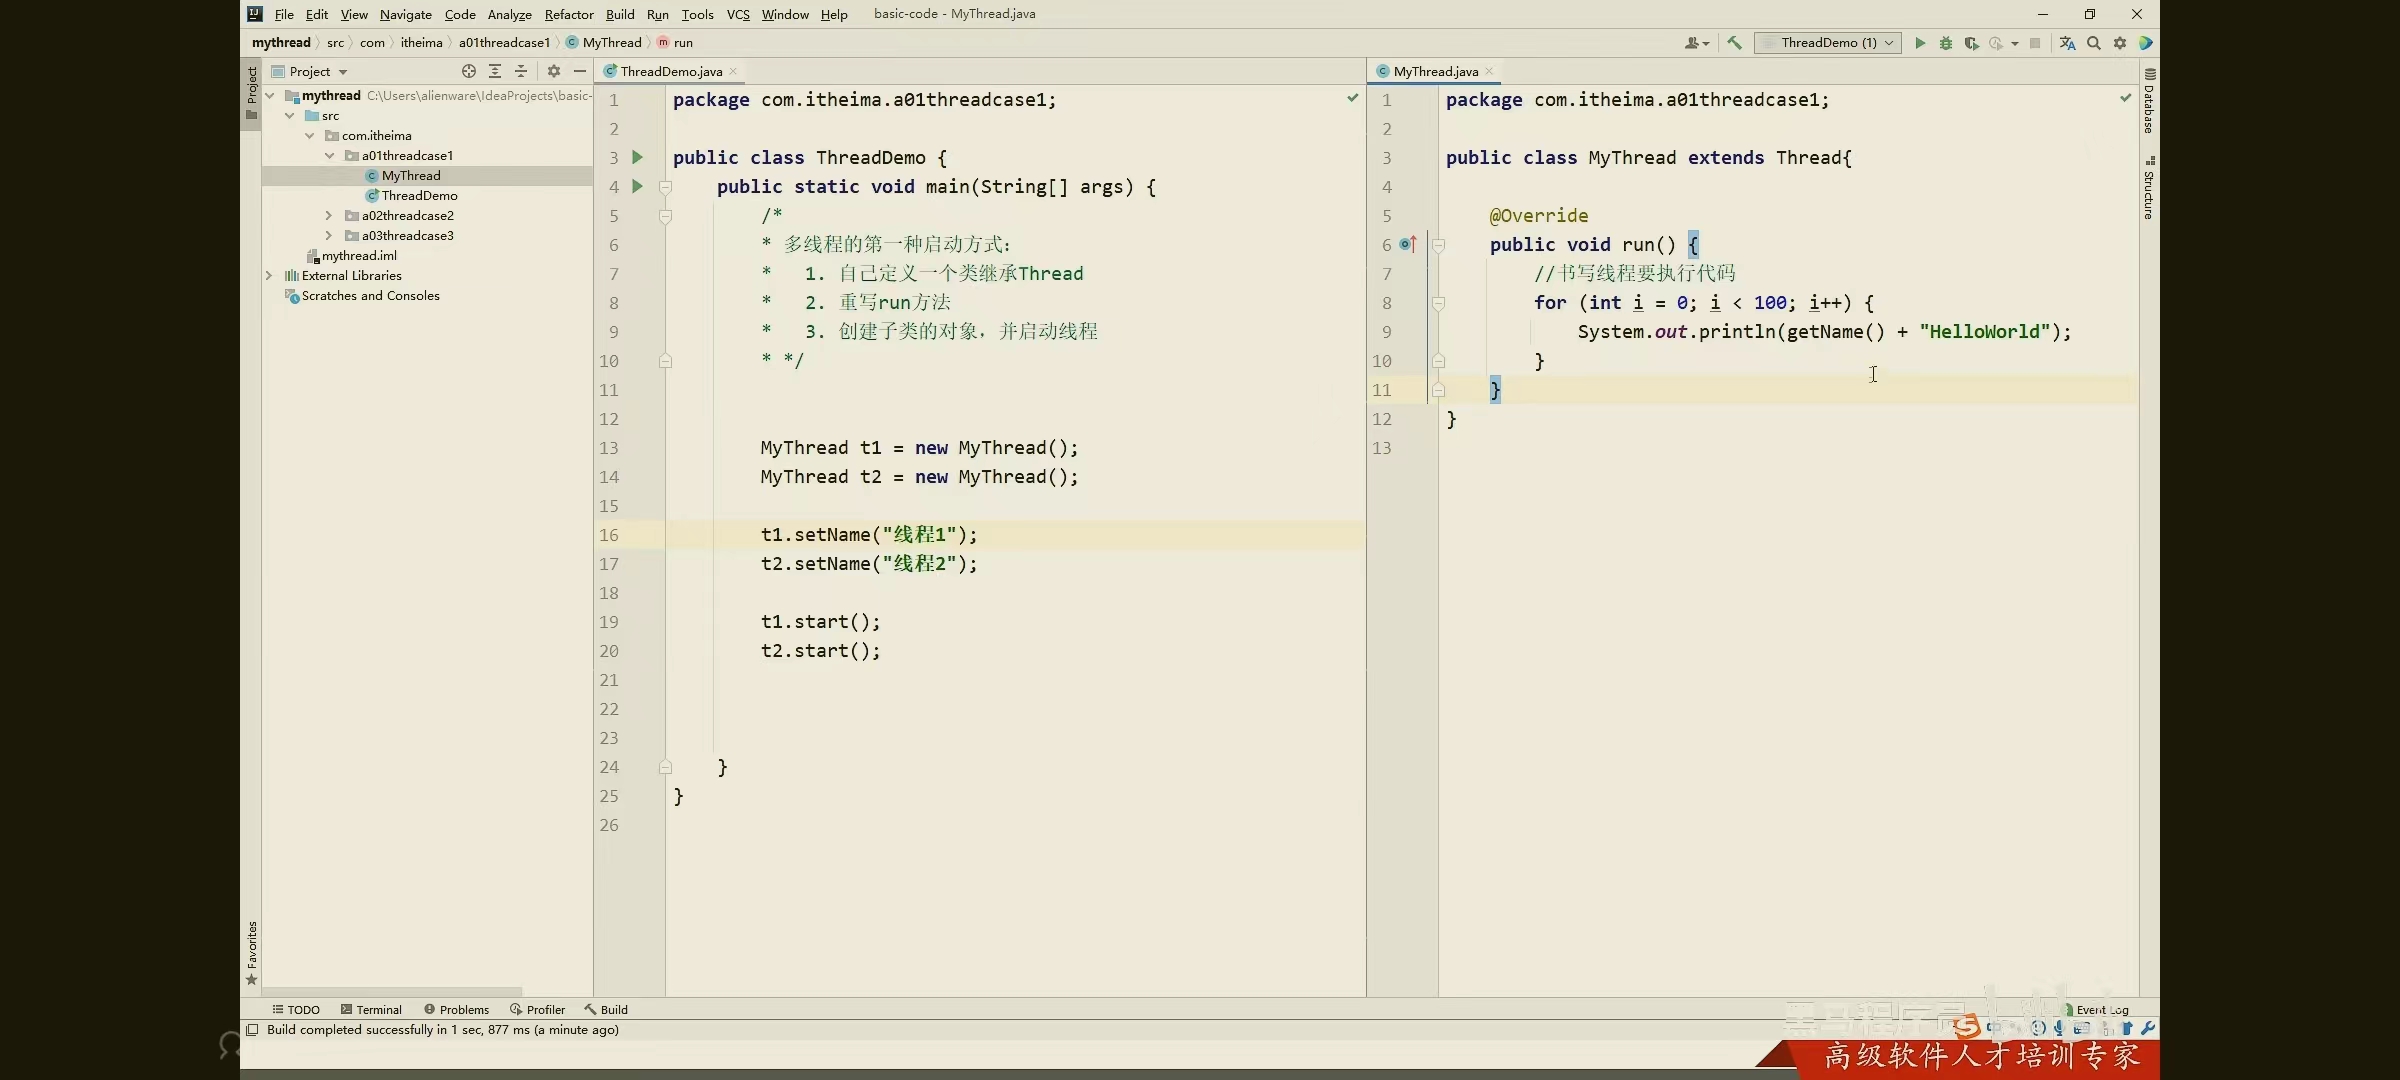 File Edit View Navigate Code Analyze Refactor Build Run Tools VCS Window Help basic-code - MyThread.java
mythread src com itheima a01threadcase1 MyThread run
ThreadDemo (1)
Project
Project
mythread C:\Users\alienware\IdeaProjects\basic-
src
com.itheima
a01threadcase1
MyThread
ThreadDemo
a02threadcase2
a03threadcase3
mythread.iml
External Libraries
Scratches and Consoles
Favorites
ThreadDemo.java
1 package com.itheima.a01threadcase1;
2
3 public class ThreadDemo {
4 public static void main(String[] args) {
5 /*
6 * 多线程的第一种启动方式:
7 * 1. 自己定义一个类继承Thread
8 * 2. 重写run方法
9 * 3. 创建子类的对象，并启动线程
10 * */
11
12
13 MyThread t1 = new MyThread();
14 MyThread t2 = new MyThread();
15
16 t1.setName("线程1");
17 t2.setName("线程2");
18
19 t1.start();
20 t2.start();
21
22
23
24 }
25 }
26
MyThread.java
1 package com.itheima.a01threadcase1;
2
3 public class MyThread extends Thread{
4
5 @Override
6 public void run() {
7 //书写线程要执行代码
8 for (int i = 0; i < 100; i++) {
9 System.out.println(getName() + "HelloWorld");
10 }
11 }
12 }
13
Database
Structure
TODO Terminal Problems Profiler Build
Event Log
Build completed successfully in 1 sec, 877 ms (a minute ago)
黑马程序员
高级软件人才培训专家